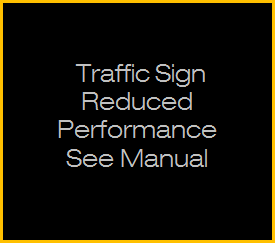 Traffic Sign
Reduced
Performance
See Manual